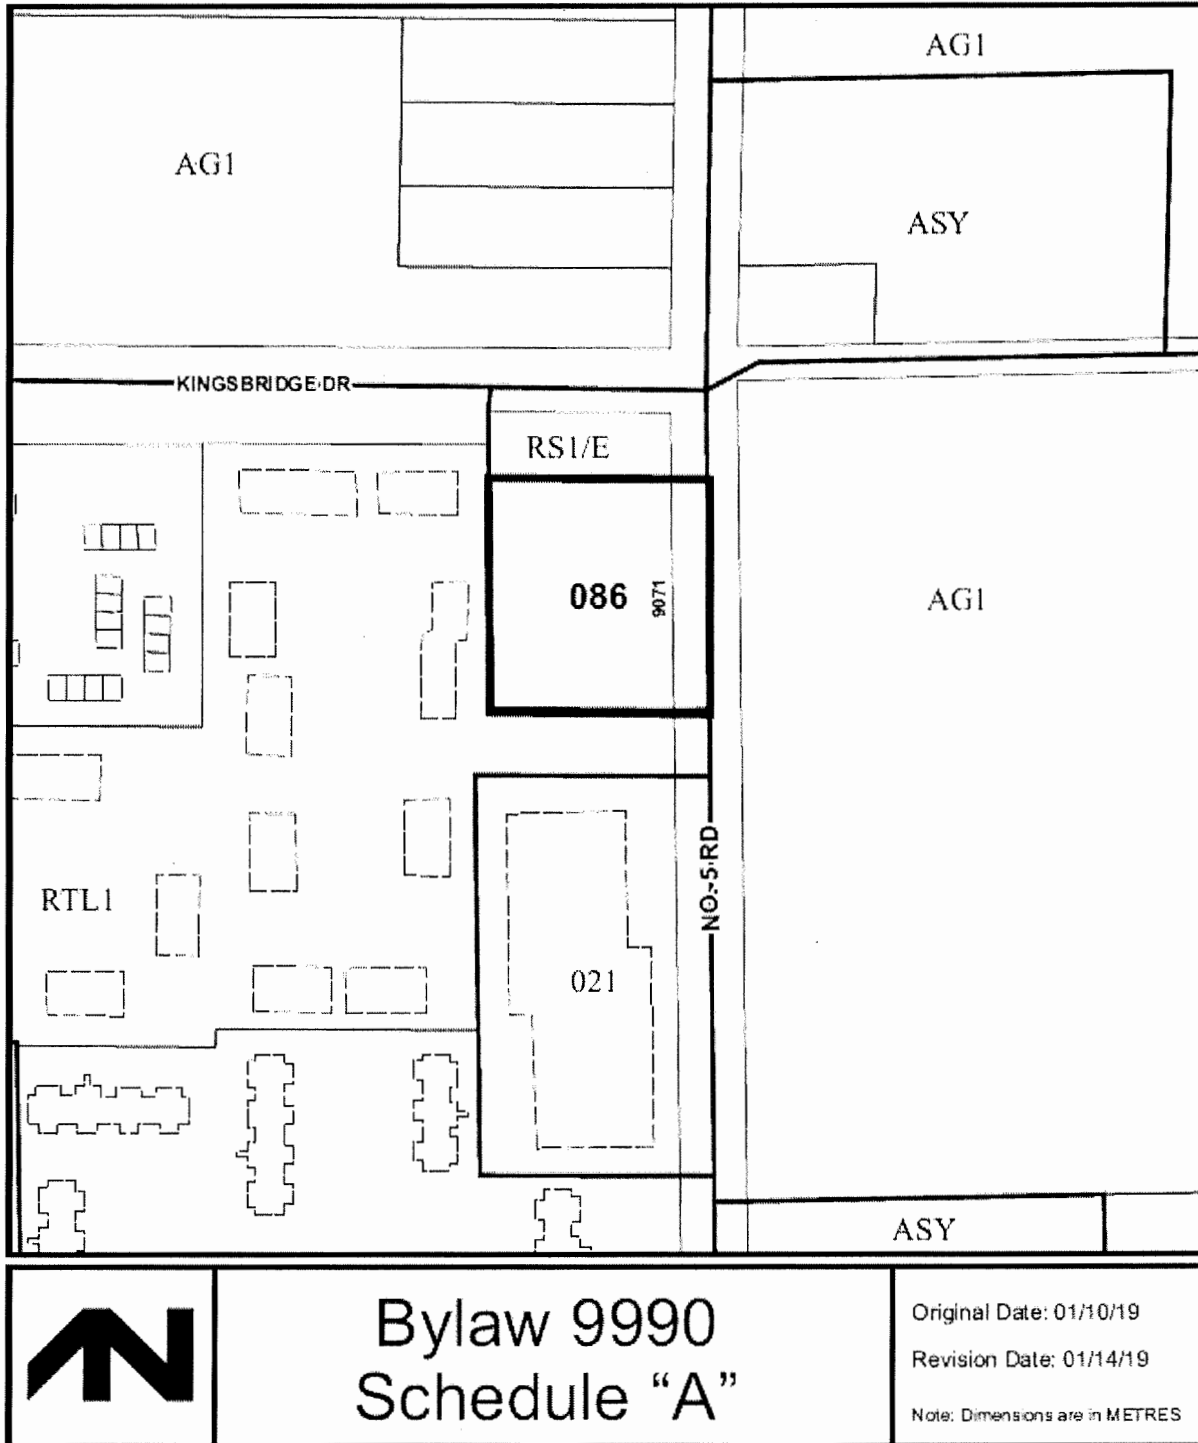 AG1
AG1
ASY
KINGSBRIDGE DR
RS1/E
086
9071
AG1
NO. 5 RD
RTL1
021
ASY
N
Bylaw 9990
Schedule “A”
Original Date: 01/10/19
Revision Date: 01/14/19
Note: Dimensions are in METRES